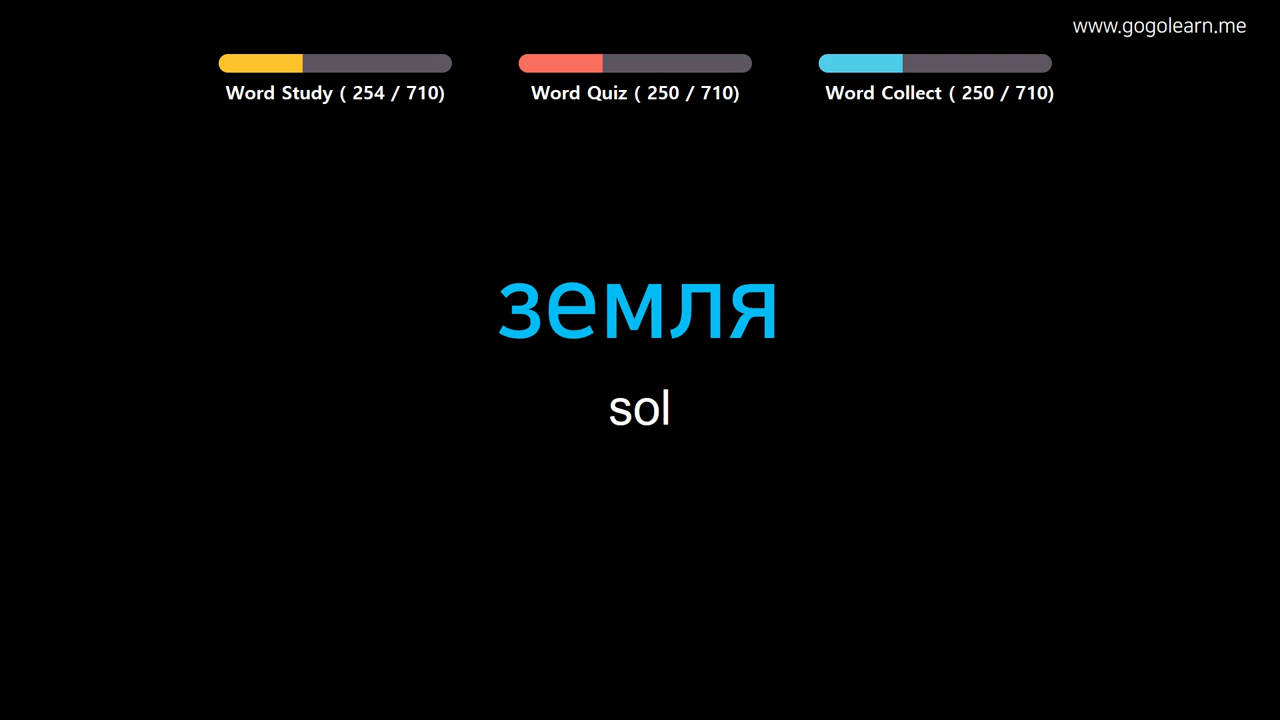 www.gogolearn.me
Word Study ( 254 / 710)
Word Quiz ( 250 / 710)
Word Collect ( 250 / 710)
земля
sol